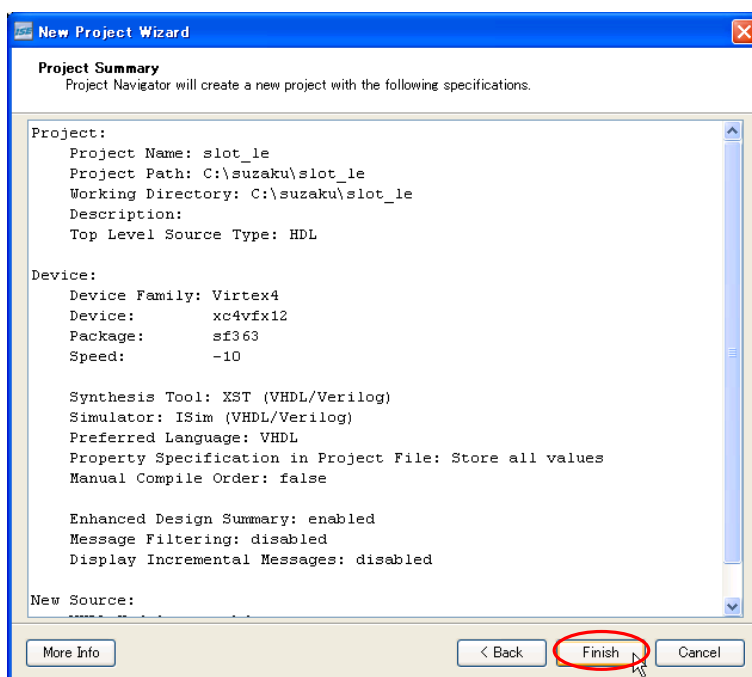 ISE New Project Wizard
Project Summary
Project Navigator will create a new project with the following specifications.
Project:
Project Name: slot_le
Project Path: C:\suzaku\slot_le
Working Directory: C:\suzaku\slot_le
Description:
Top Level Source Type: HDL
Device:
Device Family: Virtex4
Device: xc4vfx12
Package: sf363
Speed: -10
Synthesis Tool: XST (VHDL/Verilog)
Simulator: ISim (VHDL/Verilog)
Preferred Language: VHDL
Property Specification in Project File: Store all values
Manual Compile Order: false
Enhanced Design Summary: enabled
Message Filtering: disabled
Display Incremental Messages: disabled
New Source:
More Info < Back Finish Cancel